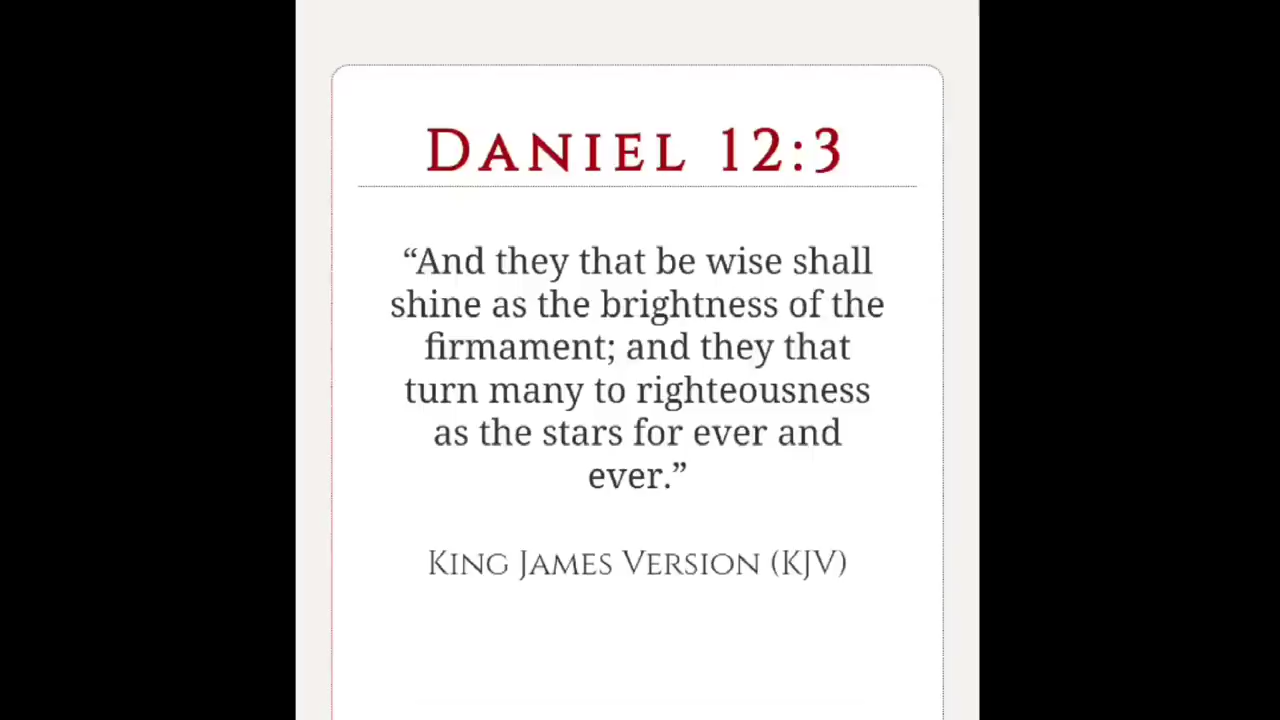 Daniel 12:3
“And they that be wise shall
shine as the brightness of the
firmament; and they that
turn many to righteousness
as the stars for ever and
ever.”
King James Version (KJV)